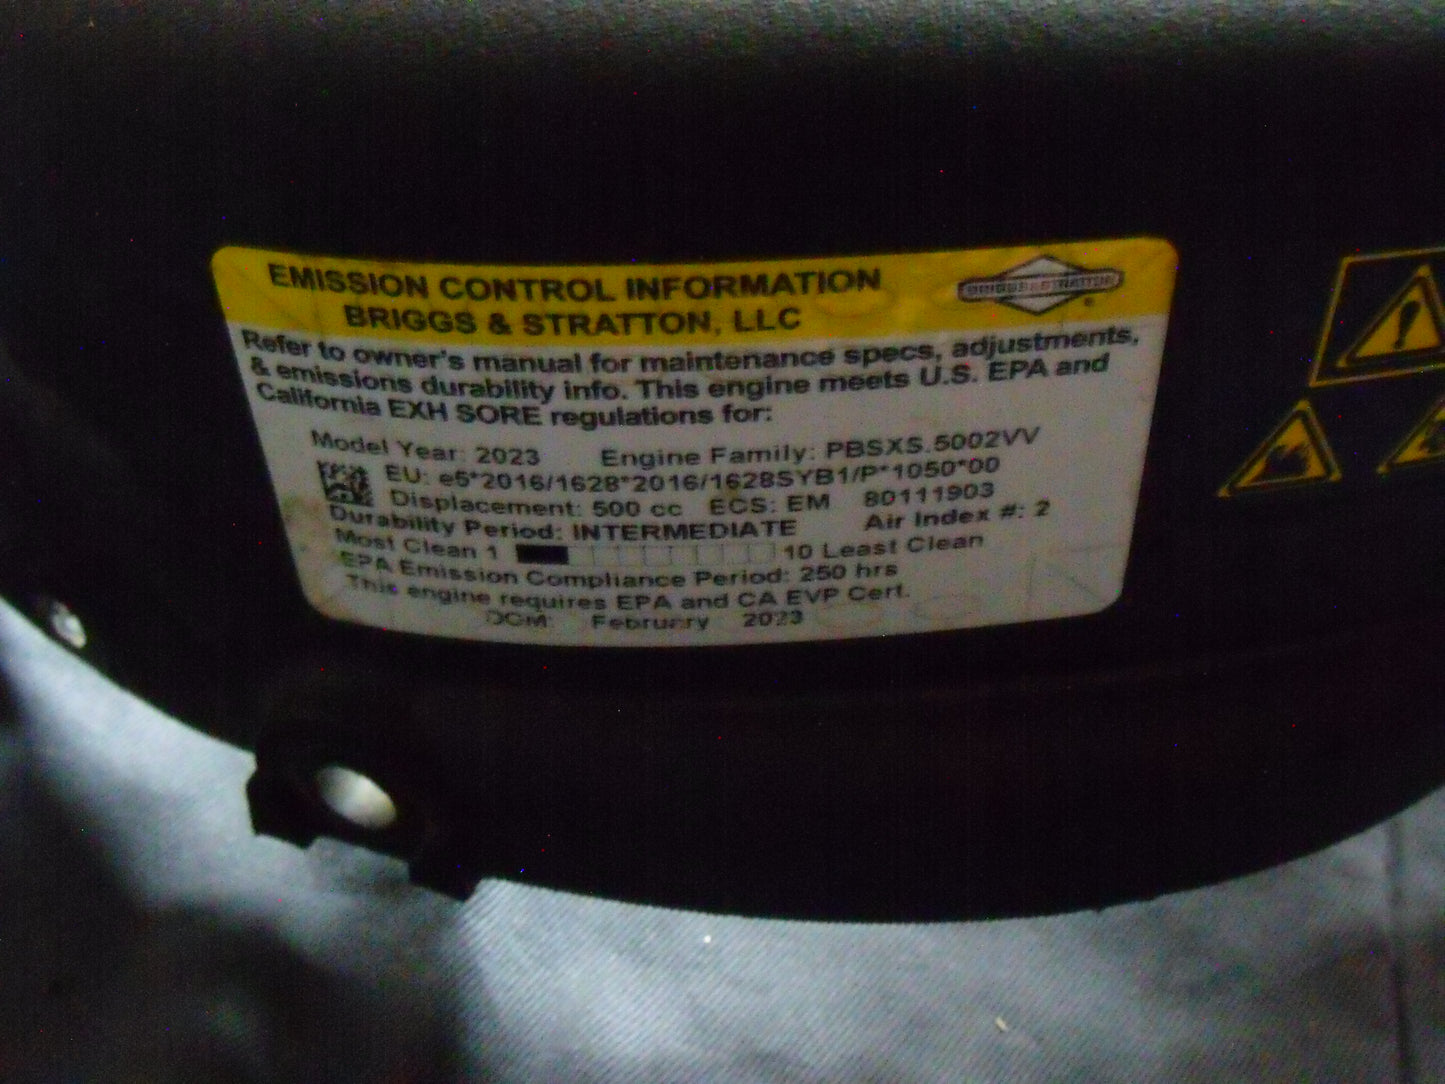 EMISSION CONTROL INFORMATION
BRIGGS & STRATTON, LLC
BRIGGS & STRATTON
®
Refer to owner's manual for maintenance specs, adjustments,
& emissions durability info. This engine meets U.S. EPA and
California EXH SORE regulations for:
Model Year: 2023 Engine Family: PBSXS.5002VV
EU: e5*2016/1628*2016/1628SYB1/P*1050*00
Displacement: 500 cc ECS: EM 80111903
Durability Period: INTERMEDIATE Air Index #: 2
Most Clean 1 10 Least Clean
EPA Emission Compliance Period: 250 hrs
This engine requires EPA and CA EVP Cert.
DOM: February 2023